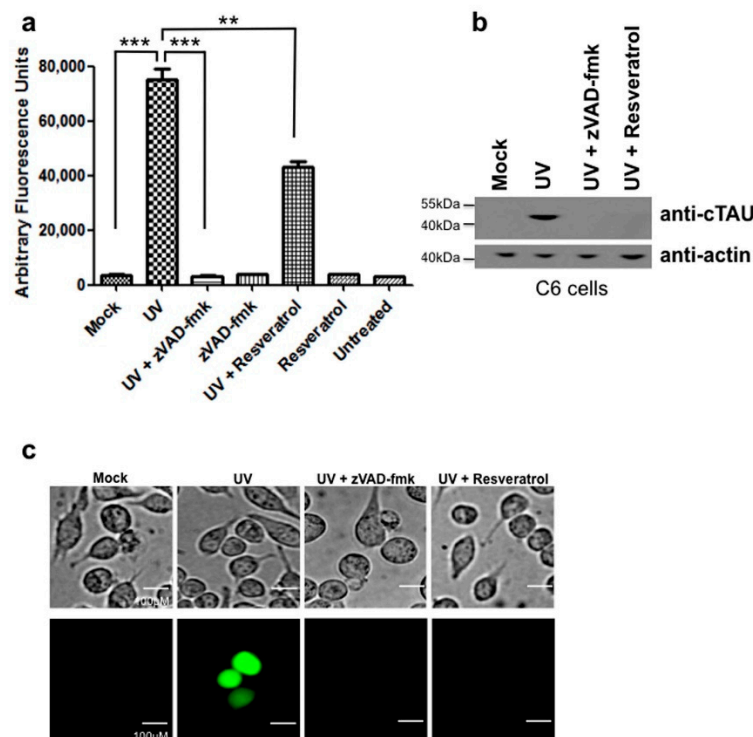 a
***
***
**
Arbitrary Fluorescence Units
80,000
60,000
40,000
20,000
0
Mock
UV
UV + zVAD-fmk
zVAD-fmk
UV + Resveratrol
Resveratrol
Untreated
b
Mock
UV
UV + zVAD-fmk
UV + Resveratrol
55kDa
40kDa
anti-cTAU
40kDa
anti-actin
C6 cells
c
Mock
UV
UV + zVAD-fmk
UV + Resveratrol
100µM
100µM